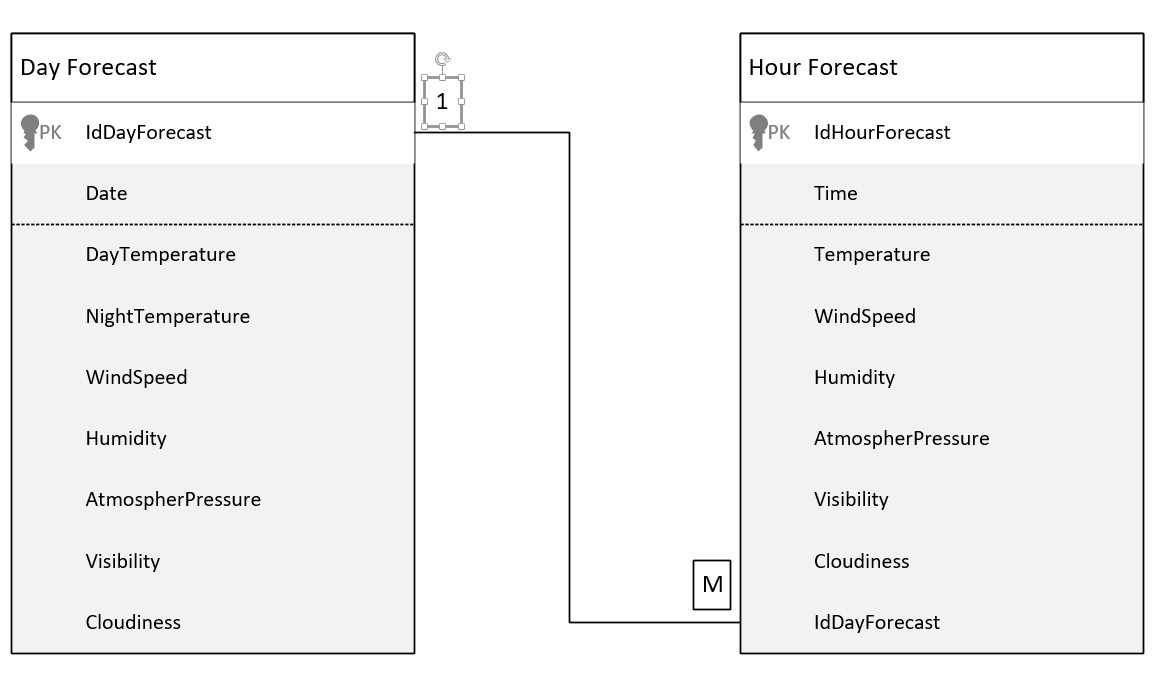 Day Forecast
PK IdDayForecast
Date
DayTemperature
NightTemperature
WindSpeed
Humidity
AtmospherPressure
Visibility
Cloudiness
1
M
Hour Forecast
PK IdHourForecast
Time
Temperature
WindSpeed
Humidity
AtmospherPressure
Visibility
Cloudiness
IdDayForecast